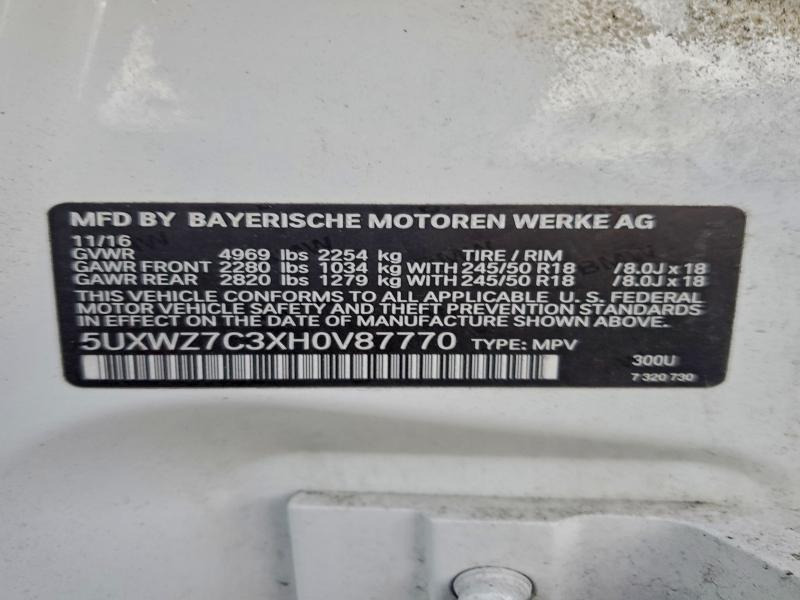 MFD BY BAYERISCHE MOTOREN WERKE AG
11/16
GVWR 4969 lbs 2254 kg TIRE / RIM
GAWR FRONT 2280 lbs 1034 kg WITH 245/50 R18 /8.0J x 18
GAWR REAR 2820 lbs 1279 kg WITH 245/50 R18 /8.0J x 18
THIS VEHICLE CONFORMS TO ALL APPLICABLE U. S. FEDERAL
MOTOR VEHICLE SAFETY AND THEFT PREVENTION STANDARDS
IN EFFECT ON THE DATE OF MANUFACTURE SHOWN ABOVE.
5UXWZ7C3XH0V87770 TYPE: MPV
300U
7 320 730